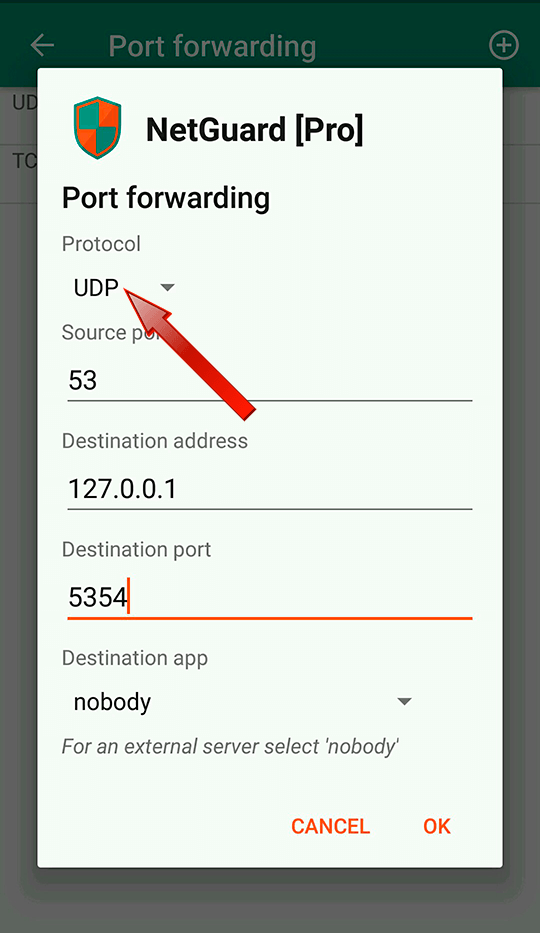 Port forwarding
UD
TC
NetGuard [Pro]
Port forwarding
Protocol
UDP
Source po
53
Destination address
127.0.0.1
Destination port
5354
Destination app
nobody
For an external server select 'nobody'
CANCEL
OK